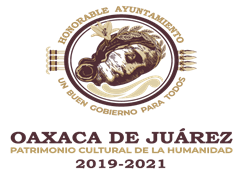 HONORABLE AYUNTAMIENTO
UN BUEN GOBIERNO PARA TODOS
OAXACA DE JUÁREZ
PATRIMONIO CULTURAL DE LA HUMANIDAD
2019-2021